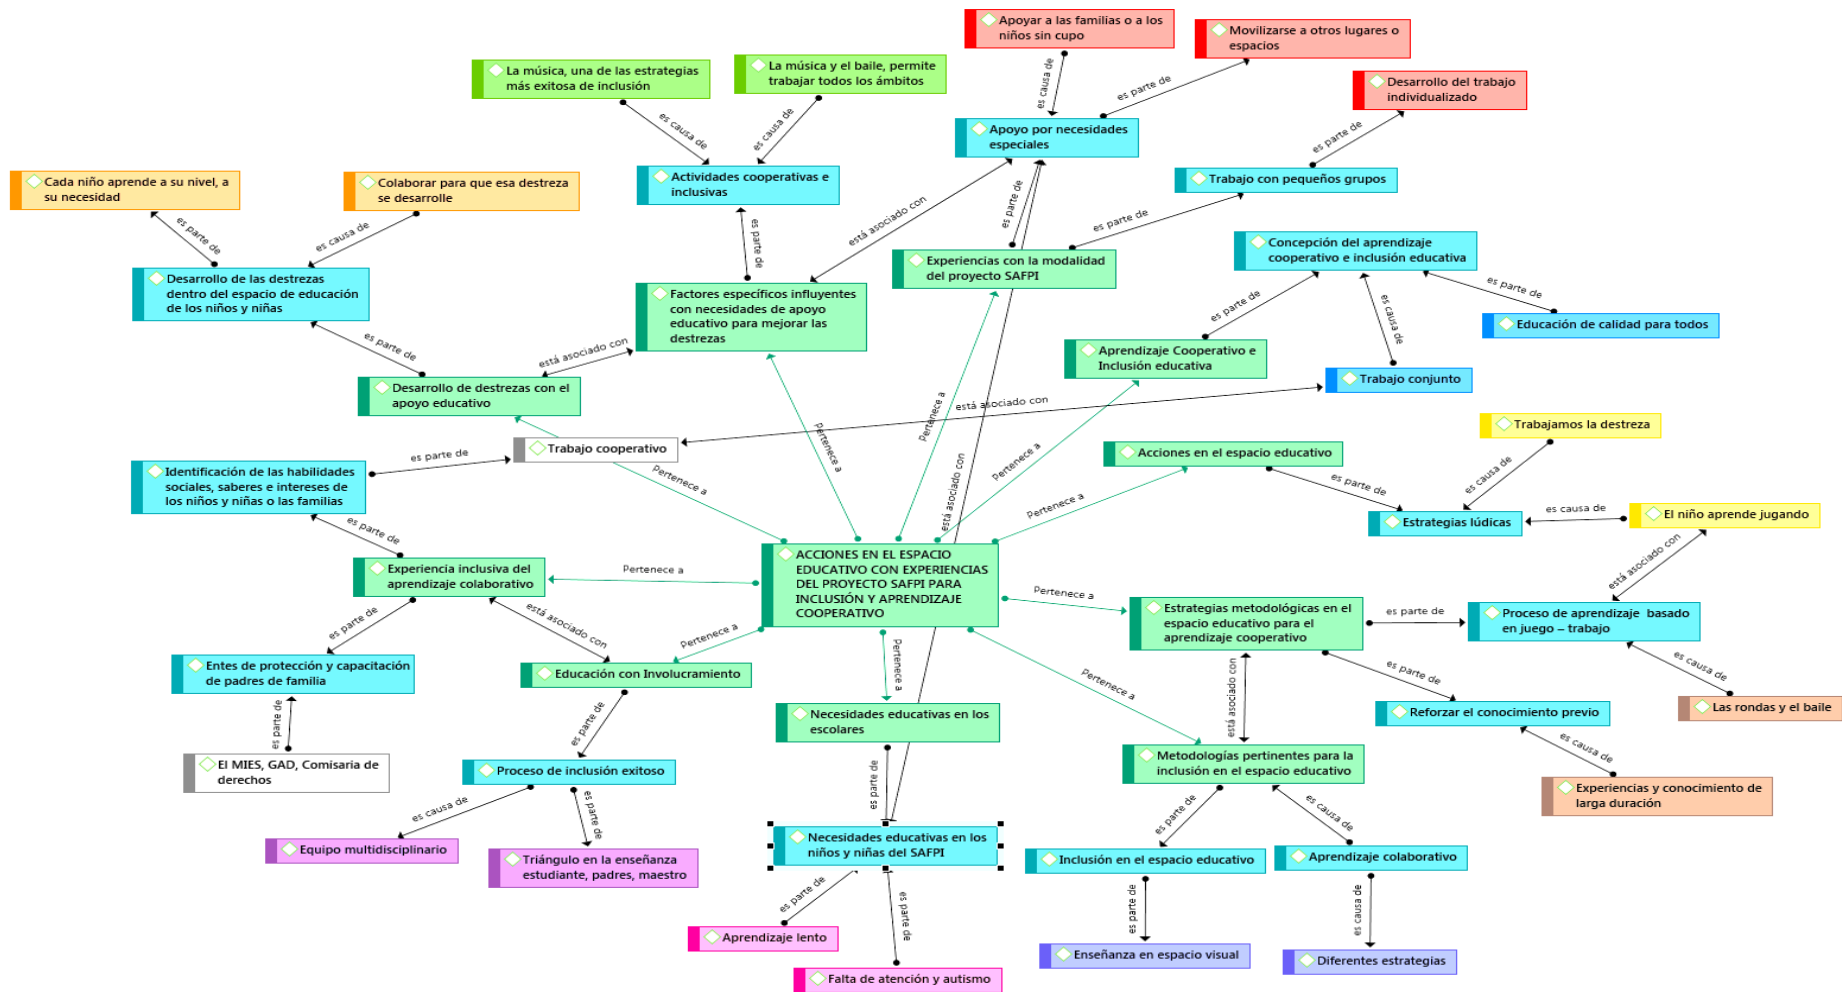 Apoyar a las familias o a los
niños sin cupo
Movilizarse a otros lugares o
espacios
La música, una de las estrategias
más exitosa de inclusión
La música y el baile, permite
trabajar todos los ámbitos
Desarrollo del trabajo
individualizado
es causa de
es parte de
es causa de
es causa de
es parte de
Apoyo por necesidades
especiales
Cada niño aprende a su nivel, a
su necesidad
Colaborar para que esa destreza
se desarrolle
Actividades cooperativas e
inclusivas
Trabajo con pequeños grupos
es parte de
es causa de
es parte de
está asociado con
es parte de
es parte de
Desarrollo de las destrezas
dentro del espacio de educación
de los niños y niñas
Factores específicos influyentes
con necesidades de apoyo
educativo para mejorar las
destrezas
Experiencias con la modalidad
del proyecto SAFPI
Concepción del aprendizaje
cooperativo e inclusión educativa
es parte de
es parte de
es causa de
Educación de calidad para todos
es parte de
está asociado con
Aprendizaje Cooperativo e
Inclusión educativa
Trabajo conjunto
Desarrollo de destrezas con el
apoyo educativo
está asociado con
Trabajo cooperativo
Pertenece a
Pertenece a
Pertenece a
Pertenece a
Pertenece a
está asociado con
Acciones en el espacio educativo
Trabajamos la destreza
es parte de
es causa de
Identificación de las habilidades
sociales, saberes e intereses de
los niños y niñas o las familias
es parte de
Estrategias lúdicas
es causa de
El niño aprende jugando
es parte de
está asociado con
Experiencia inclusiva del
aprendizaje colaborativo
Pertenece a
ACCIONES EN EL ESPACIO
EDUCATIVO CON EXPERIENCIAS
DEL PROYECTO SAFPI PARA
INCLUSIÓN Y APRENDIZAJE
COOPERATIVO
Pertenece a
Estrategias metodológicas en el
espacio educativo para el
aprendizaje cooperativo
es parte de
Proceso de aprendizaje  basado
en juego – trabajo
es parte de
está asociado con
Pertenece a
Pertenece a
Pertenece a
está asociado con
es parte de
es causa de
Entes de protección y capacitación
de padres de familia
Educación con Involucramiento
Necesidades educativas en los
escolares
Reforzar el conocimiento previo
Las rondas y el baile
es parte de
es parte de
es parte de
es causa de
El MIES, GAD, Comisaria de
derechos
Proceso de inclusión exitoso
Metodologías pertinentes para la
inclusión en el espacio educativo
Experiencias y conocimiento de
larga duración
es causa de
es parte de
es parte de
es causa de
Equipo multidisciplinario
Triángulo en la enseñanza
estudiante, padres, maestro
Necesidades educativas en los
niños y niñas del SAFPI
Inclusión en el espacio educativo
Aprendizaje colaborativo
es parte de
es parte de
es parte de
es causa de
Aprendizaje lento
Falta de atención y autismo
Enseñanza en espacio visual
Diferentes estrategias